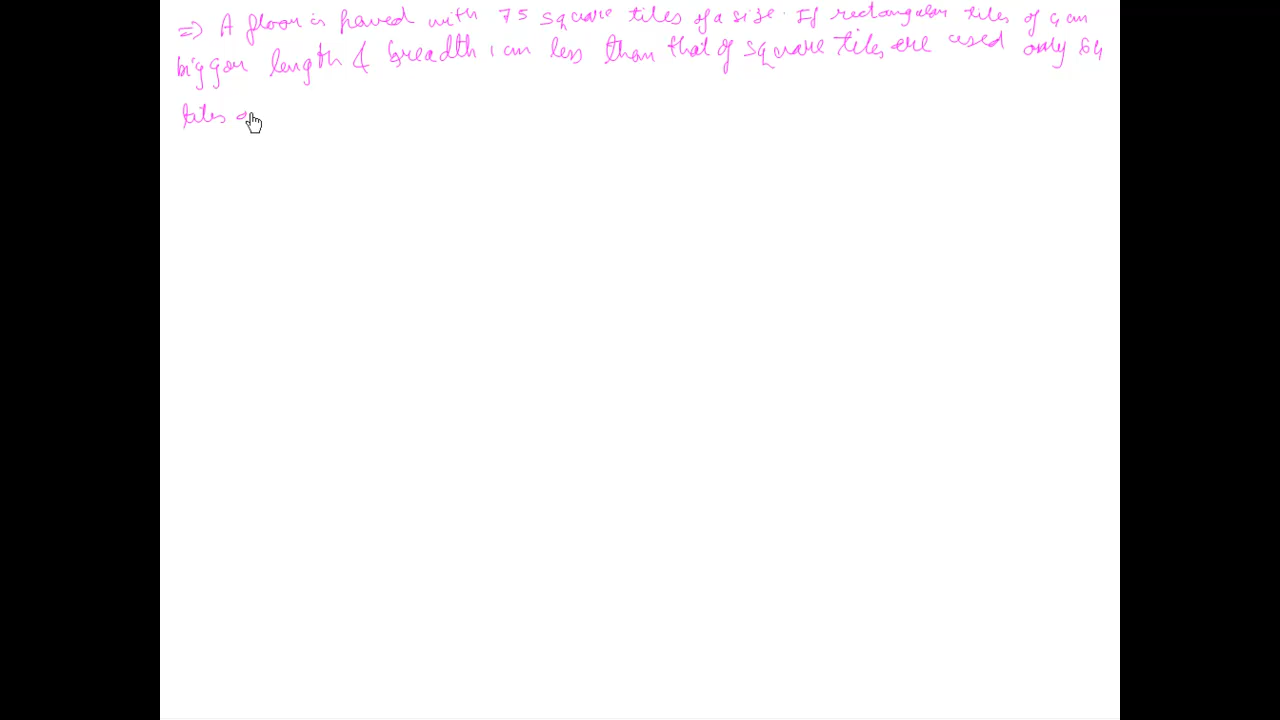 => A floor is paved with 75 square tiles of a size. If rectangular tiles of 4 cm
bigger length & breadth 1 cm less than that of square tiles are used only 64
tiles